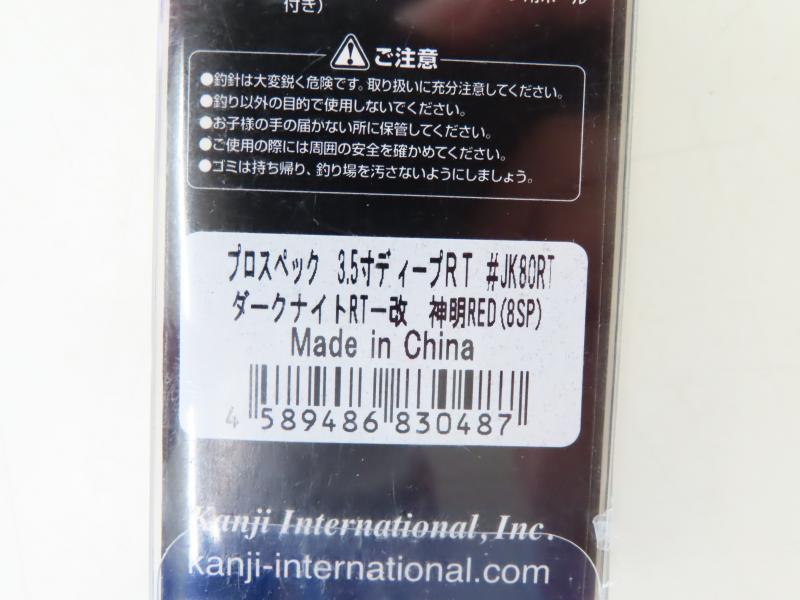 付き)
用ホール
ご注意
●釣針は大変鋭く危険です。取り扱いに充分注意してください。
●釣り以外の目的で使用しないでください。
●お子様の手の届かない所に保管してください。
●ご使用の際には周囲の安全を確かめてください。
●ゴミは持ち帰り、釣り場を汚さないようにしましょう。
プロスペック 3.5寸ディープRT #JK80RT
ダークナイトRTー改 神明RED(8SP)
Made in China
4 589486 830487
Kanji International, Inc.
kanji-international.com